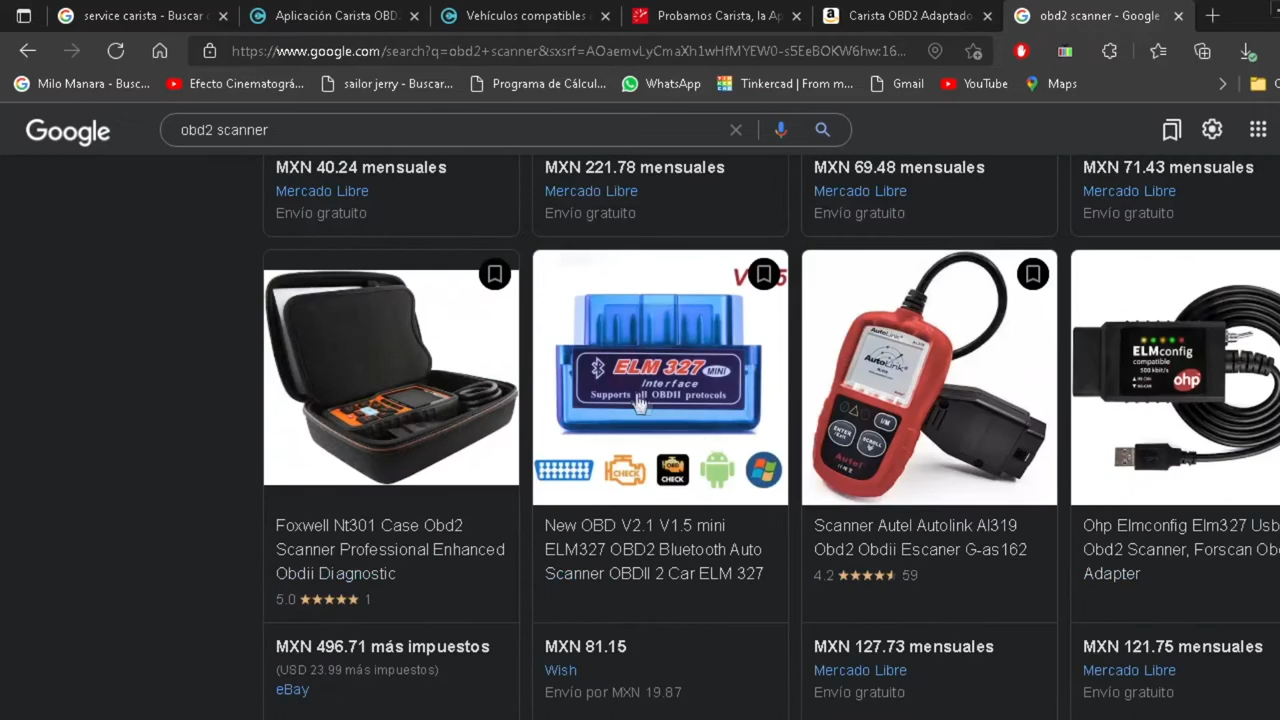 service carista - Buscar c
Aplicación Carista OBD2
Vehículos compatibles a
Probamos Carista, la Ap
Carista OBD2 Adaptado
obd2 scanner - Google
https://www.google.com/search?q=obd2+scanner&sxsrf=AOaemvLyCmaXh1wHfMYEW0-s5EeBOKW6hw:16...
Milo Manara - Busc...
Efecto Cinematográ...
sailor jerry - Buscar...
Programa de Cálcul...
WhatsApp
Tinkercad | From m...
Gmail
YouTube
Maps
Google
obd2 scanner
MXN 40.24 mensuales
Mercado Libre
Envío gratuito
MXN 221.78 mensuales
Mercado Libre
Envío gratuito
MXN 69.48 mensuales
Mercado Libre
Envío gratuito
MXN 71.43 mensuales
Mercado Libre
Envío gratuito
Foxwell Nt301 Case Obd2
Scanner Professional Enhanced
Obdii Diagnostic
5.0 1
MXN 496.71 más impuestos
(USD 23.99 más impuestos)
eBay
ELM 327 MINI
Interface
Supports all OBDII protocols
CHECK
OBD
CHECK
New OBD V2.1 V1.5 mini
ELM327 OBD2 Bluetooth Auto
Scanner OBDII 2 Car ELM 327
MXN 81.15
Wish
Envío por MXN 19.87
AutoLink
AutoLink
I/M
ENTER
SCROLL
Autel
Scanner Autel Autolink Al319
Obd2 Obdii Escaner G-as162
4.2 59
MXN 127.73 mensuales
Mercado Libre
Envío gratuito
ELMconfig
compatible
500 kbit/s
ohp
Ohp Elmconfig Elm327 Usb
Obd2 Scanner, Forscan Ob
Adapter
MXN 121.75 mensuales
Mercado Libre
Envío gratuito